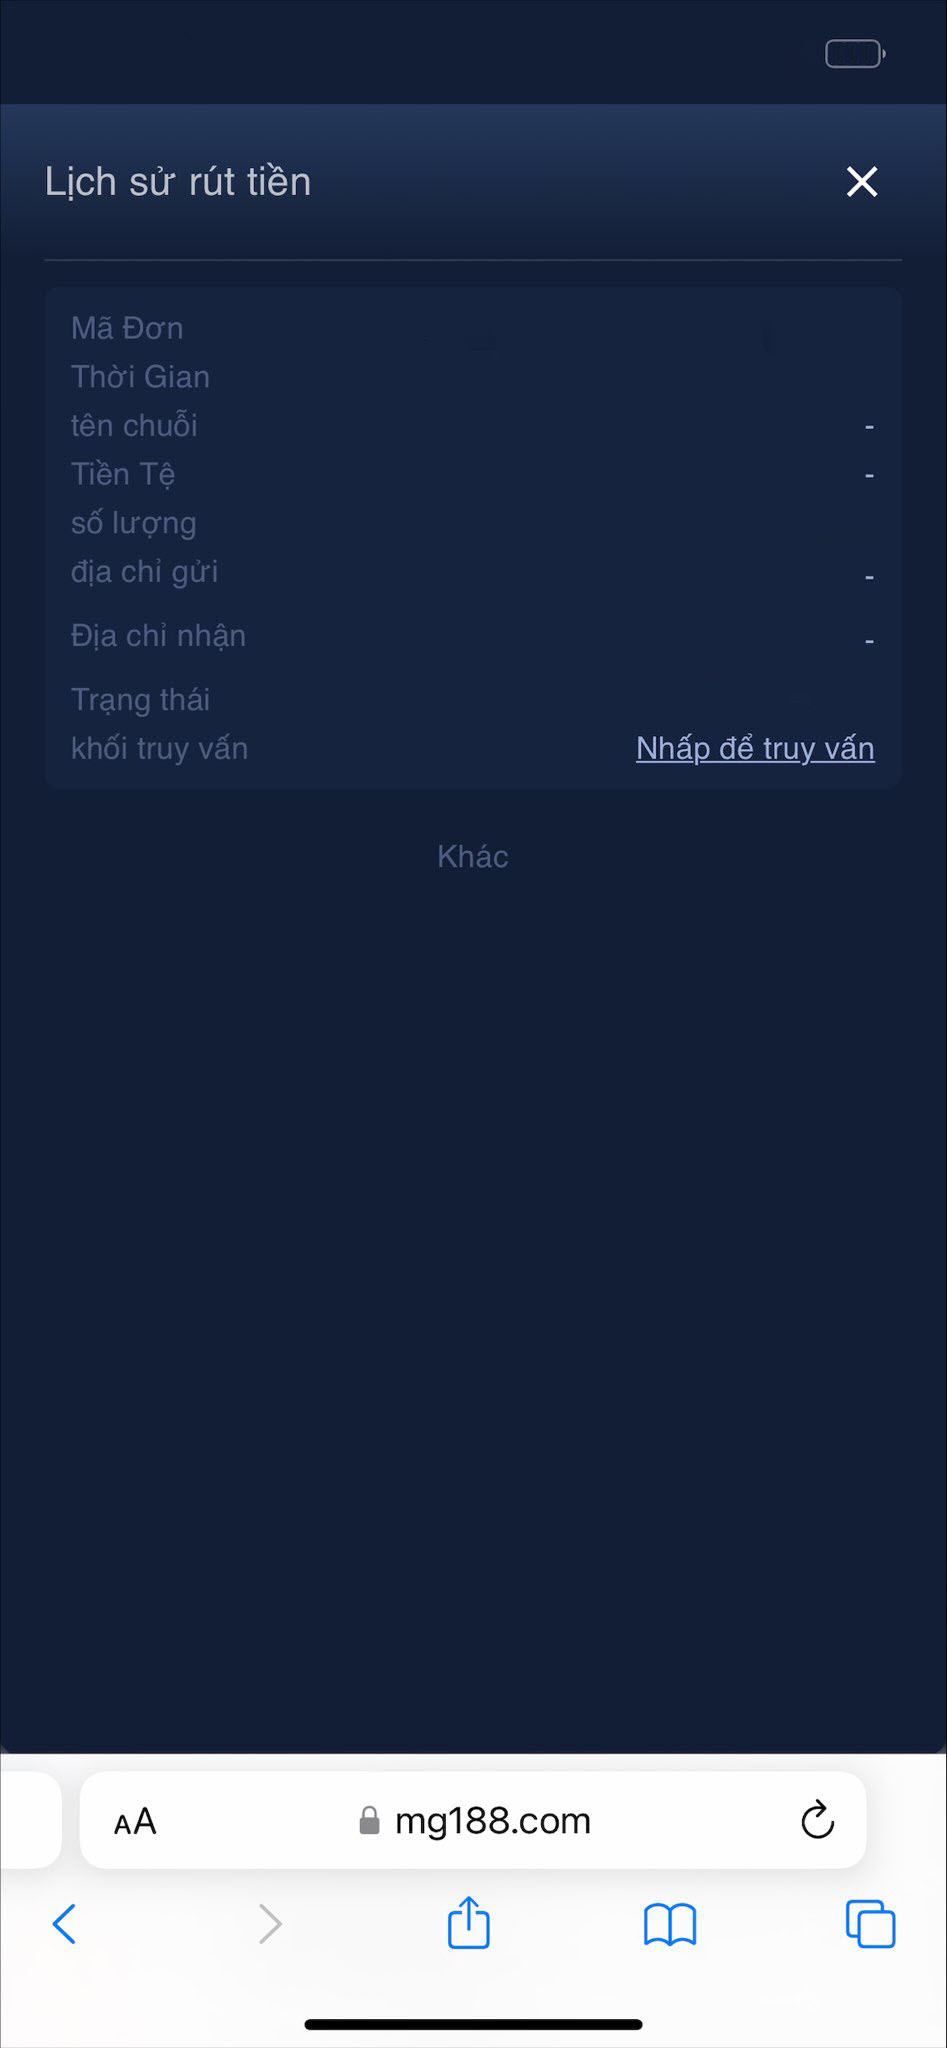 Lịch sử rút tiền
Mã Đơn
Thời Gian
tên chuỗi -
Tiền Tệ -
số lượng
địa chỉ gửi -
Địa chỉ nhận -
Trạng thái
khối truy vấn Nhấp để truy vấn
Khác
AA mg188.com